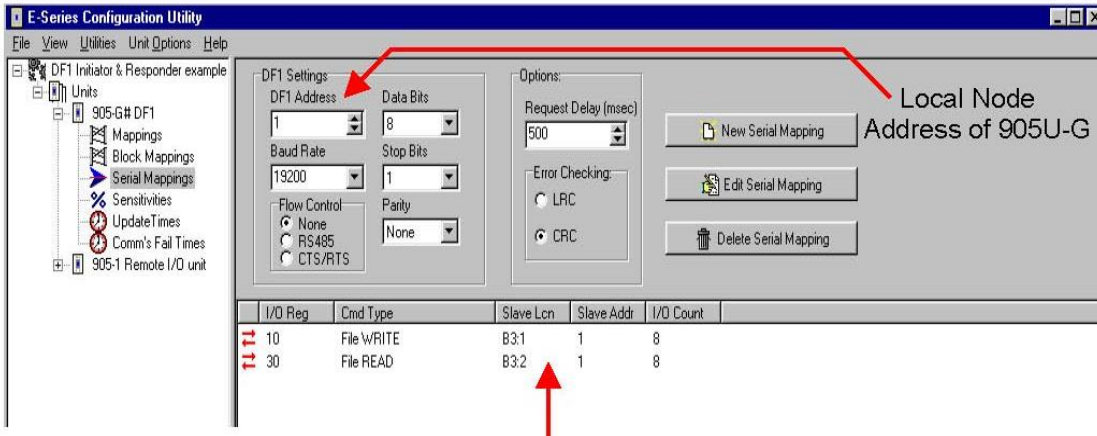 E-Series Configuration Utility
File View Utilities Unit Options Help
DF1 Initiator & Responder example
Units
905-G# DF1
Mappings
Block Mappings
Serial Mappings
Sensitivities
UpdateTimes
Comm's Fail Times
905-1 Remote I/O unit
DF1 Settings
DF1 Address
1
Data Bits
8
Baud Rate
19200
Stop Bits
1
Flow Control
None
RS485
CTS/RTS
Parity
None
Options:
Request Delay (msec)
500
Error Checking:
LRC
CRC
New Serial Mapping
Edit Serial Mapping
Delete Serial Mapping
Local Node
Address of 905U-G
I/O Reg Cmd Type Slave Lcn Slave Addr I/O Count
10 File WRITE B3:1 1 8
30 File READ B3:2 1 8